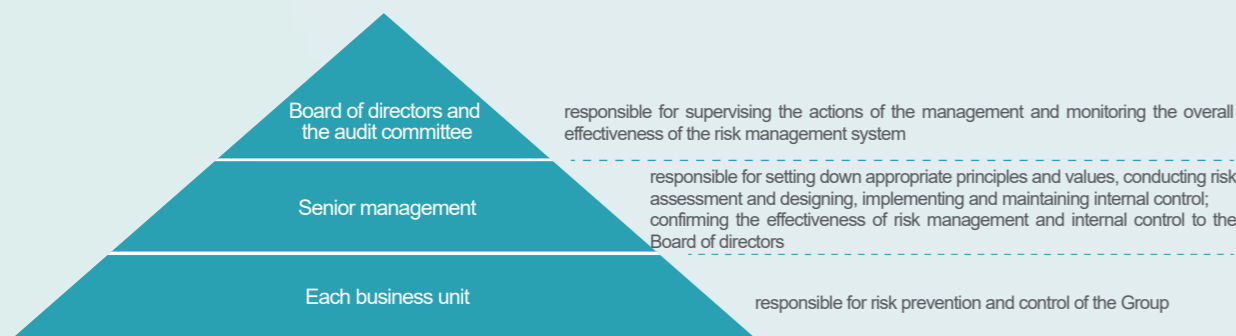 Board of directors and
the audit committee
responsible for supervising the actions of the management and monitoring the overall
effectiveness of the risk management system
Senior management
responsible for setting down appropriate principles and values, conducting risk
assessment and designing, implementing and maintaining internal control;
confirming the effectiveness of risk management and internal control to the
Board of directors
Each business unit
responsible for risk prevention and control of the Group